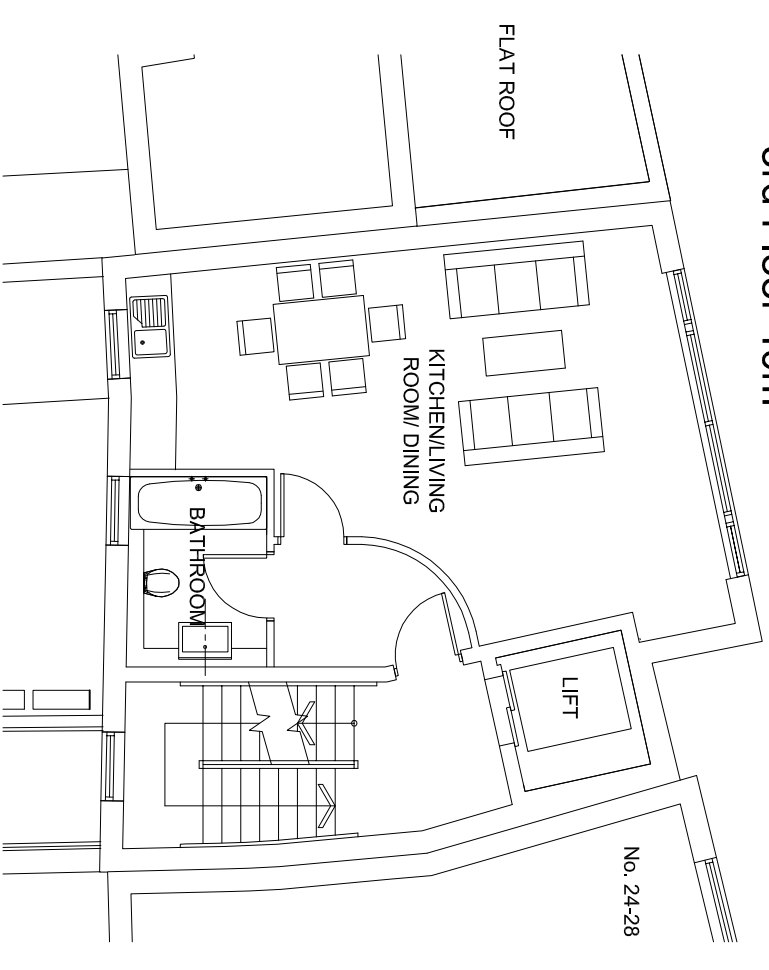 FLAT ROOF
KITCHEN/LIVING
ROOM/ DINING
BATHROOM
LIFT
No. 24-28